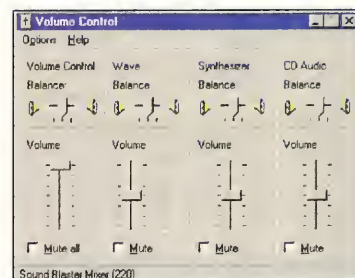 Volume Control
Options Help
Volume Control Wave Synthesizer CD Audio
Balance: Balance Balance Balance
Volume Volume Volume Volume
Mute all Mute Mute Mute
Sound Blaster Mixer (220)